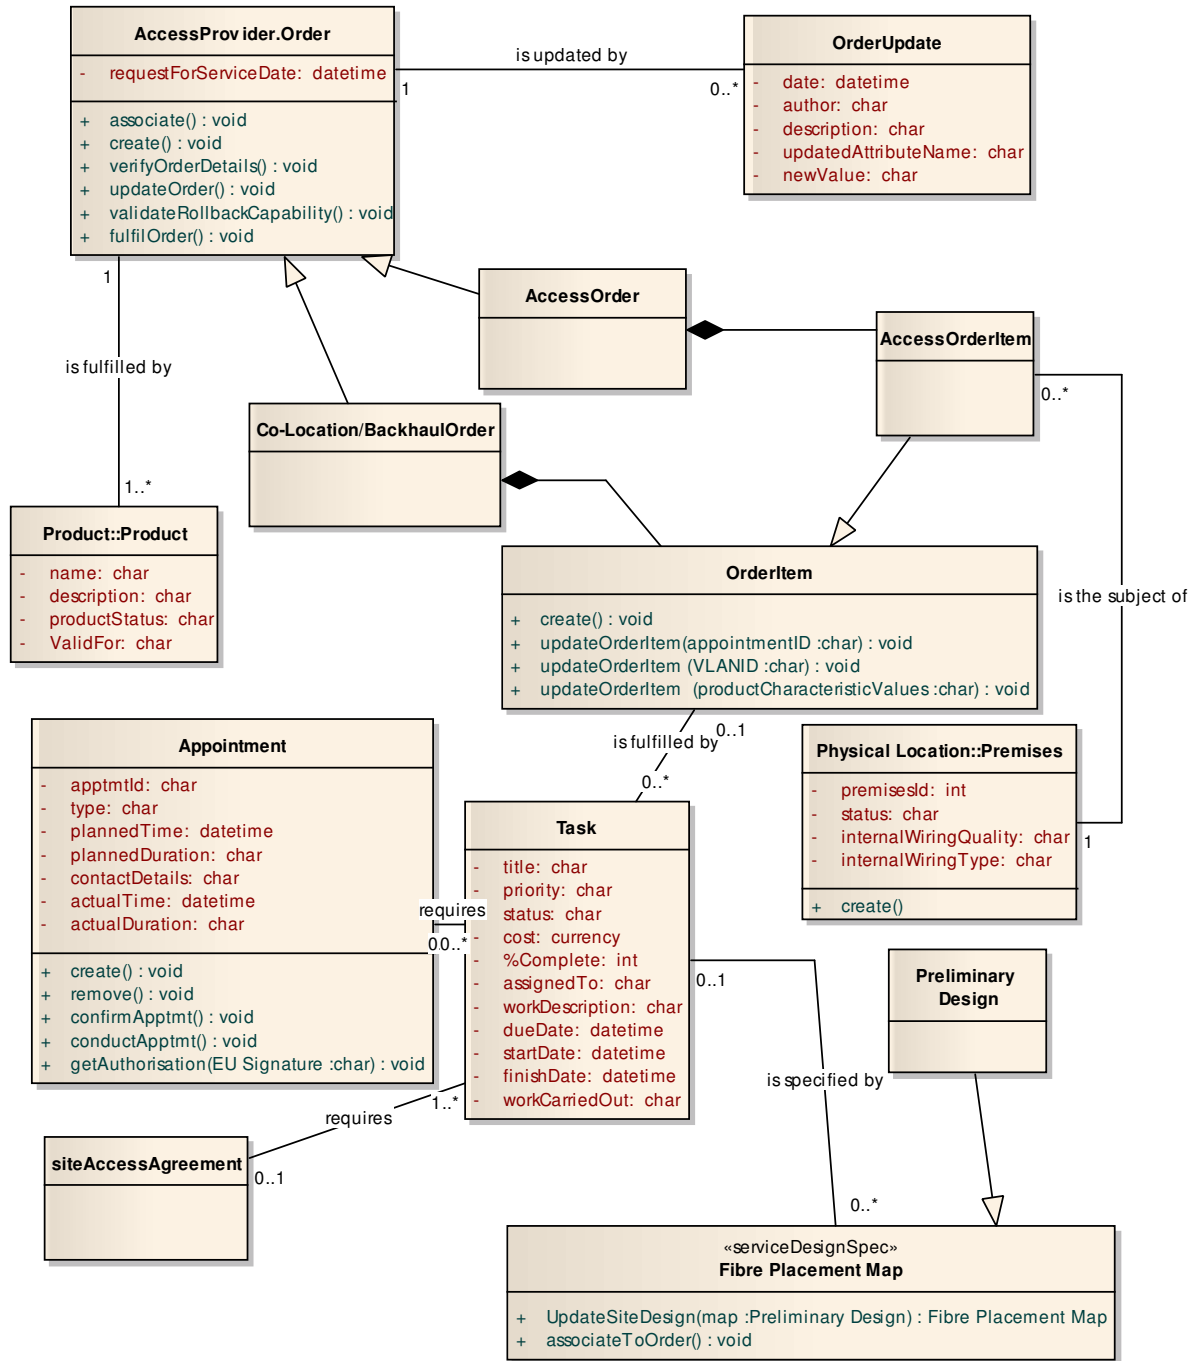 AccessProvider.Order
- requestForServiceDate: datetime
+ associate() : void
+ create() : void
+ verifyOrderDetails() : void
+ updateOrder() : void
+ validateRollbackCapability() : void
+ fulfilOrder() : void
is updated by
1
0..*
OrderUpdate
- date: datetime
- author: char
- description: char
- updatedAttributeName: char
- newValue: char
1
is fulfilled by
1..*
AccessOrder
AccessOrderItem
0..*
Co-Location/BackhaulOrder
Product::Product
- name: char
- description: char
- productStatus: char
- ValidFor: char
OrderItem
+ create() : void
+ updateOrderItem(appointmentID :char) : void
+ updateOrderItem (VLANID :char) : void
+ updateOrderItem (productCharacteristicValues :char) : void
is the subject of
0..1
is fulfilled by
0..*
Appointment
- apptmtId: char
- type: char
- plannedTime: datetime
- plannedDuration: char
- contactDetails: char
- actualTime: datetime
- actualDuration: char
+ create() : void
+ remove() : void
+ confirmApptmt() : void
+ conductApptmt() : void
+ getAuthorisation(EU Signature :char) : void
requires
00..*
Task
- title: char
- priority: char
- status: char
- cost: currency
- %Complete: int
- assignedTo: char
- workDescription: char
- dueDate: datetime
- startDate: datetime
- finishDate: datetime
- workCarriedOut: char
Physical Location::Premises
- premisesId: int
- status: char
- internalWiringQuality: char
- internalWiringType: char
+ create()
1
0..1
is specified by
0..*
Preliminary
Design
1..*
requires
0..1
siteAccessAgreement
«serviceDesignSpec»
Fibre Placement Map
+ UpdateSiteDesign(map :Preliminary Design) : Fibre Placement Map
+ associateToOrder() : void